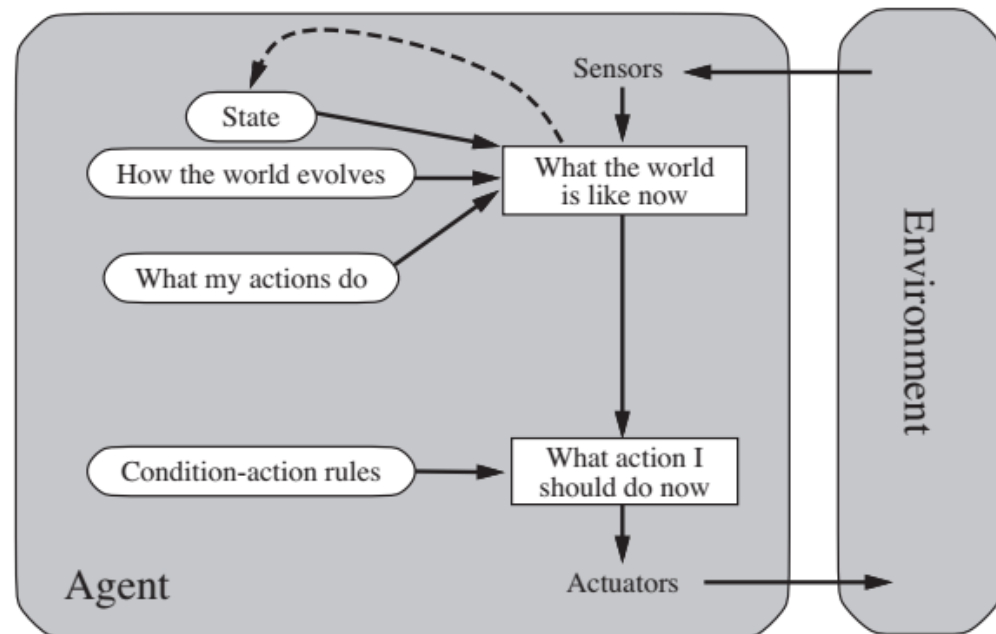 Sensors
State
What the world
is like now
How the world evolves
What my actions do
Environment
Condition-action rules
What action I
should do now
Agent
Actuators